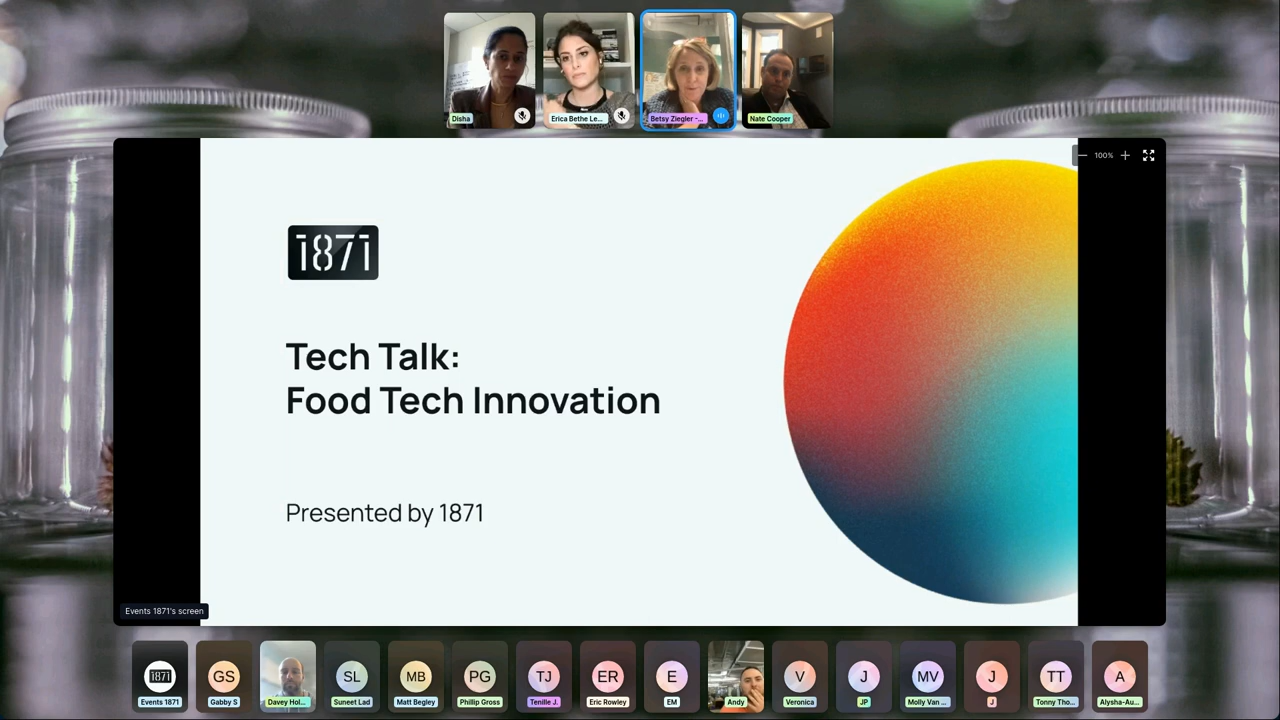 Disha
Erica Bethe Le...
Betsy Ziegler -...
Nate Cooper
100%
1871
Tech Talk:
Food Tech Innovation
Presented by 1871
Events 1871's screen
1871
GS
SL
MB
PG
TJ
ER
E
V
J
MV
J
TT
A
Events 1871
Gabby S
Davey Hol...
Suneet Lad
Matt Begley
Phillip Gross
Tenille J.
Eric Rowley
EM
Andy
Veronica
JP
Molly Van ...
J
Tonny Tho...
Alysha-Au...